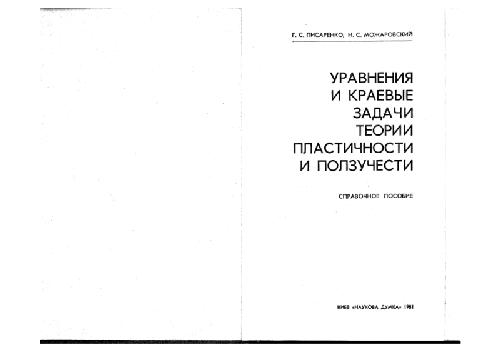 Г. С. ПИСАРЕНКО, Н. С. МОЖАРОВСКИЙ
УРАВНЕНИЯ
И КРАЕВЫЕ
ЗАДАЧИ
ТЕОРИИ
ПЛАСТИЧНОСТИ
И ПОЛЗУЧЕСТИ
СПРАВОЧНОЕ ПОСОБИЕ
КИЕВ «НАУКОВА ДУМКА» 1981